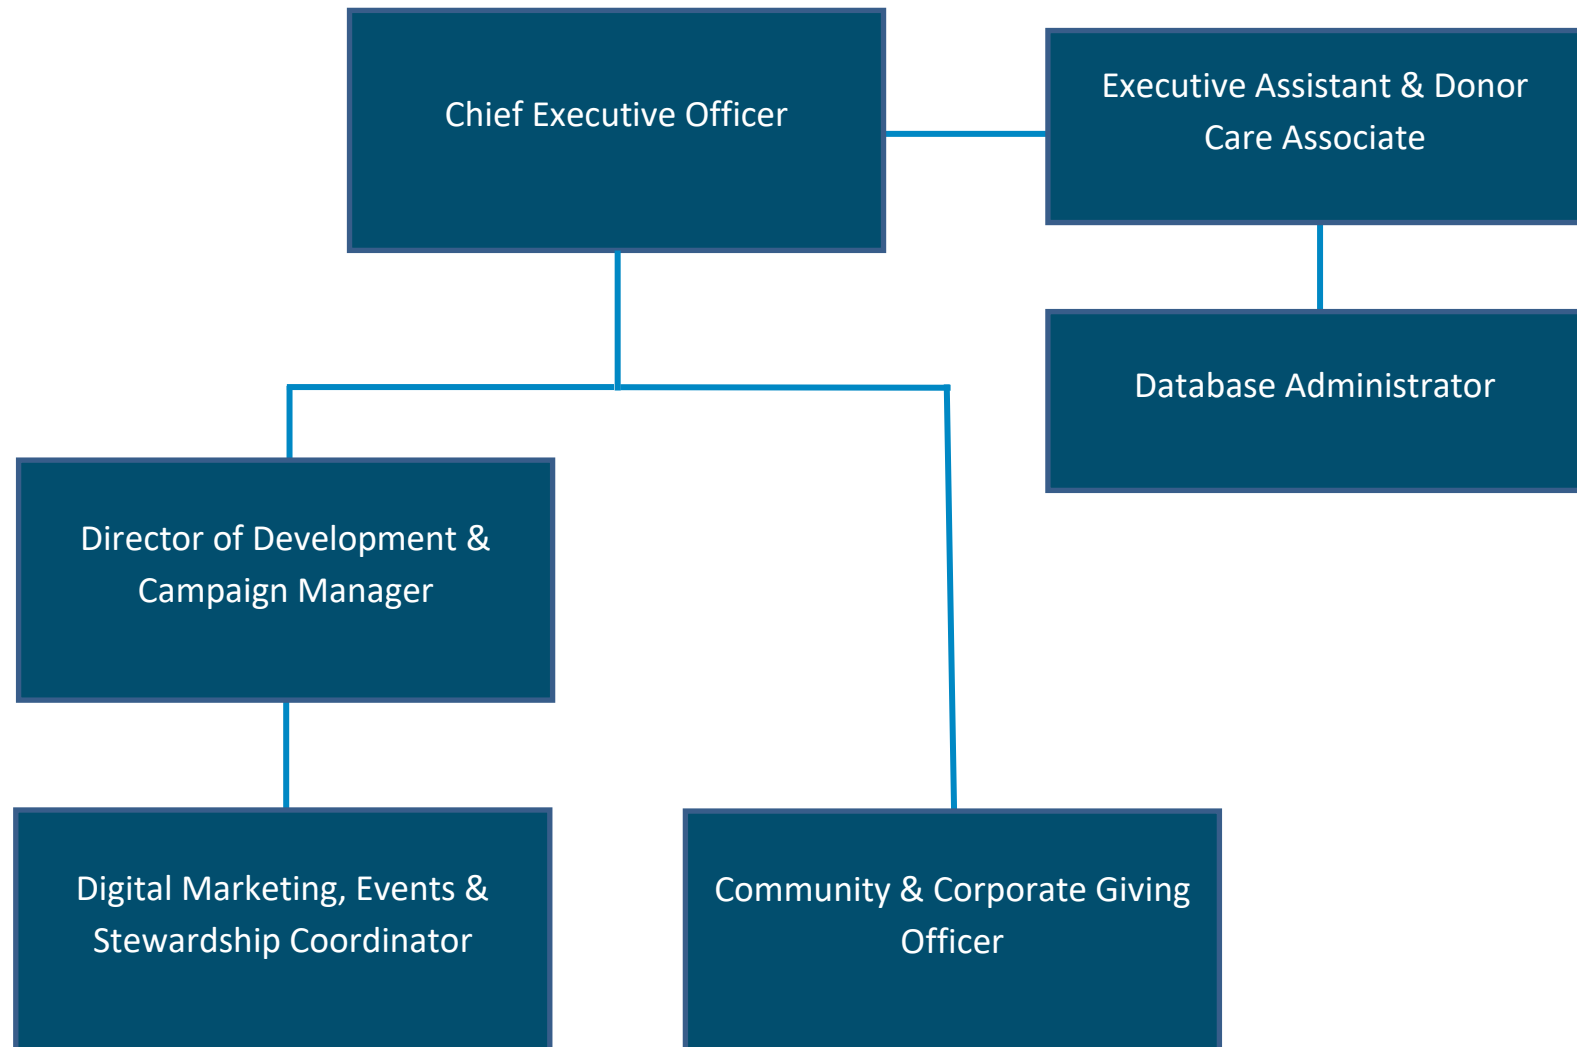 Chief Executive Officer
Executive Assistant & Donor
Care Associate
Database Administrator
Director of Development &
Campaign Manager
Digital Marketing, Events &
Stewardship Coordinator
Community & Corporate Giving
Officer